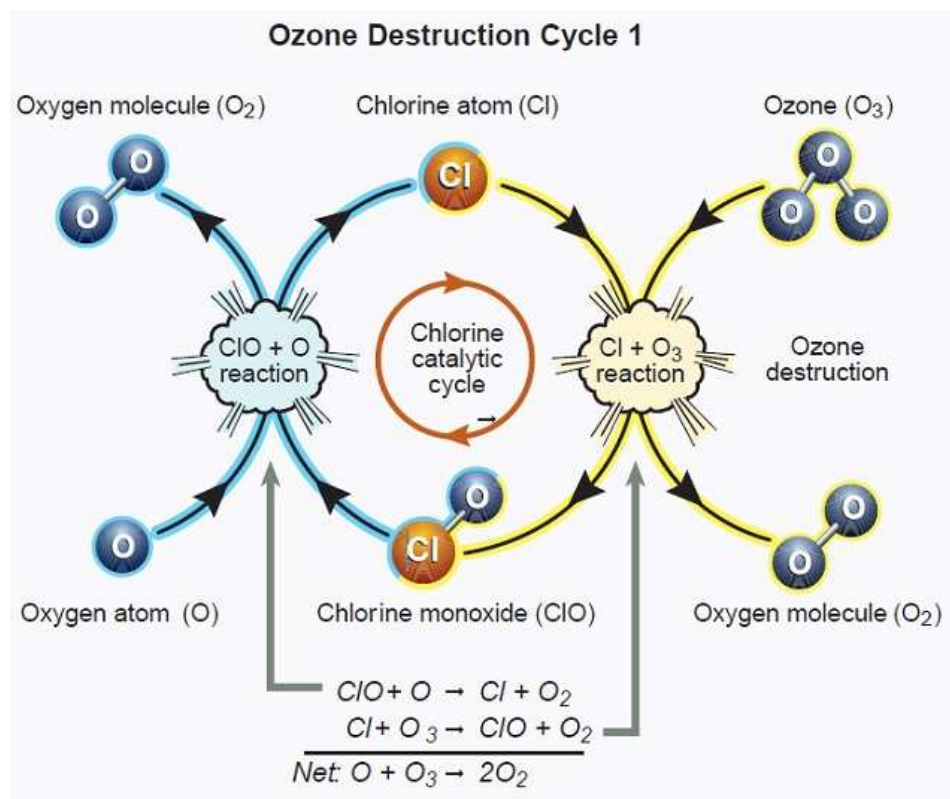 Ozone Destruction Cycle 1
Oxygen molecule (O₂)
Chlorine atom (Cl)
Ozone (O₃)
O
O
Cl
O
O
O
ClO + O
reaction
Chlorine
catalytic
cycle
→
Cl + O₃
reaction
Ozone
destruction
O
Cl
O
O
O
Oxygen atom (O)
Chlorine monoxide (ClO)
Oxygen molecule (O₂)
ClO + O → Cl + O₂
Cl + O₃ → ClO + O₂
Net: O + O₃ → 2O₂